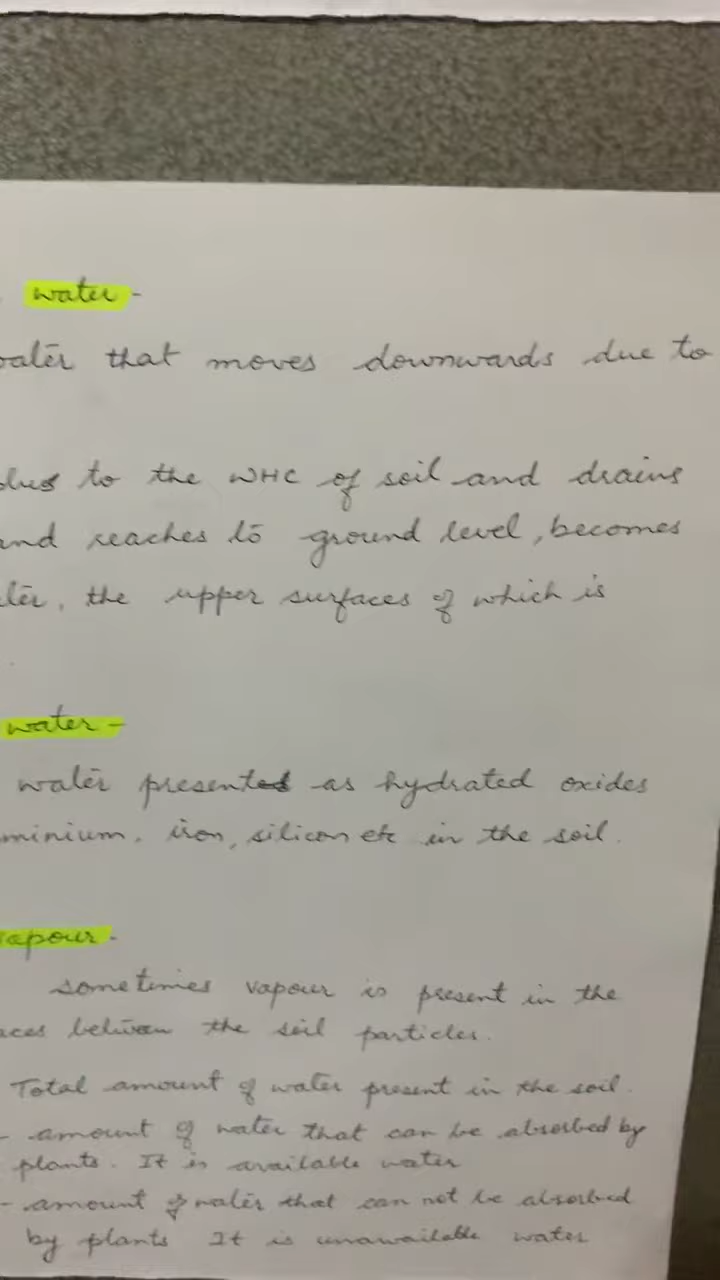 water -
water that moves downwards due to
due to the WHC of soil and drains
and reaches to ground level, becomes
the upper surfaces of which is
water -
water presented as hydrated oxides
minium, iron, silicon etc in the soil.
vapour -
sometimes vapour is present in the
aces between the soil particles.
Total amount of water present in the soil.
- amount of water that can be absorbed by
plants. It is available water
- amount of water that can not be absorbed
by plants It is unavailable water